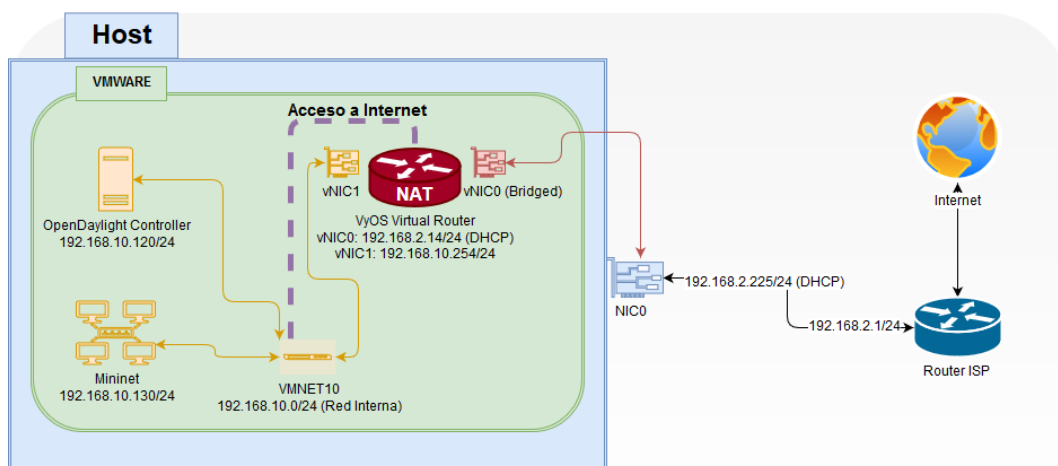 Host
VMWARE
Acceso a Internet
vNIC1
NAT
vNIC0 (Bridged)
OpenDaylight Controller
192.168.10.120/24
VyOS Virtual Router
vNIC0: 192.168.2.14/24 (DHCP)
vNIC1: 192.168.10.254/24
Internet
192.168.2.225/24 (DHCP)
NIC0
192.168.2.1/24
Router ISP
Mininet
192.168.10.130/24
VMNET10
192.168.10.0/24 (Red Interna)